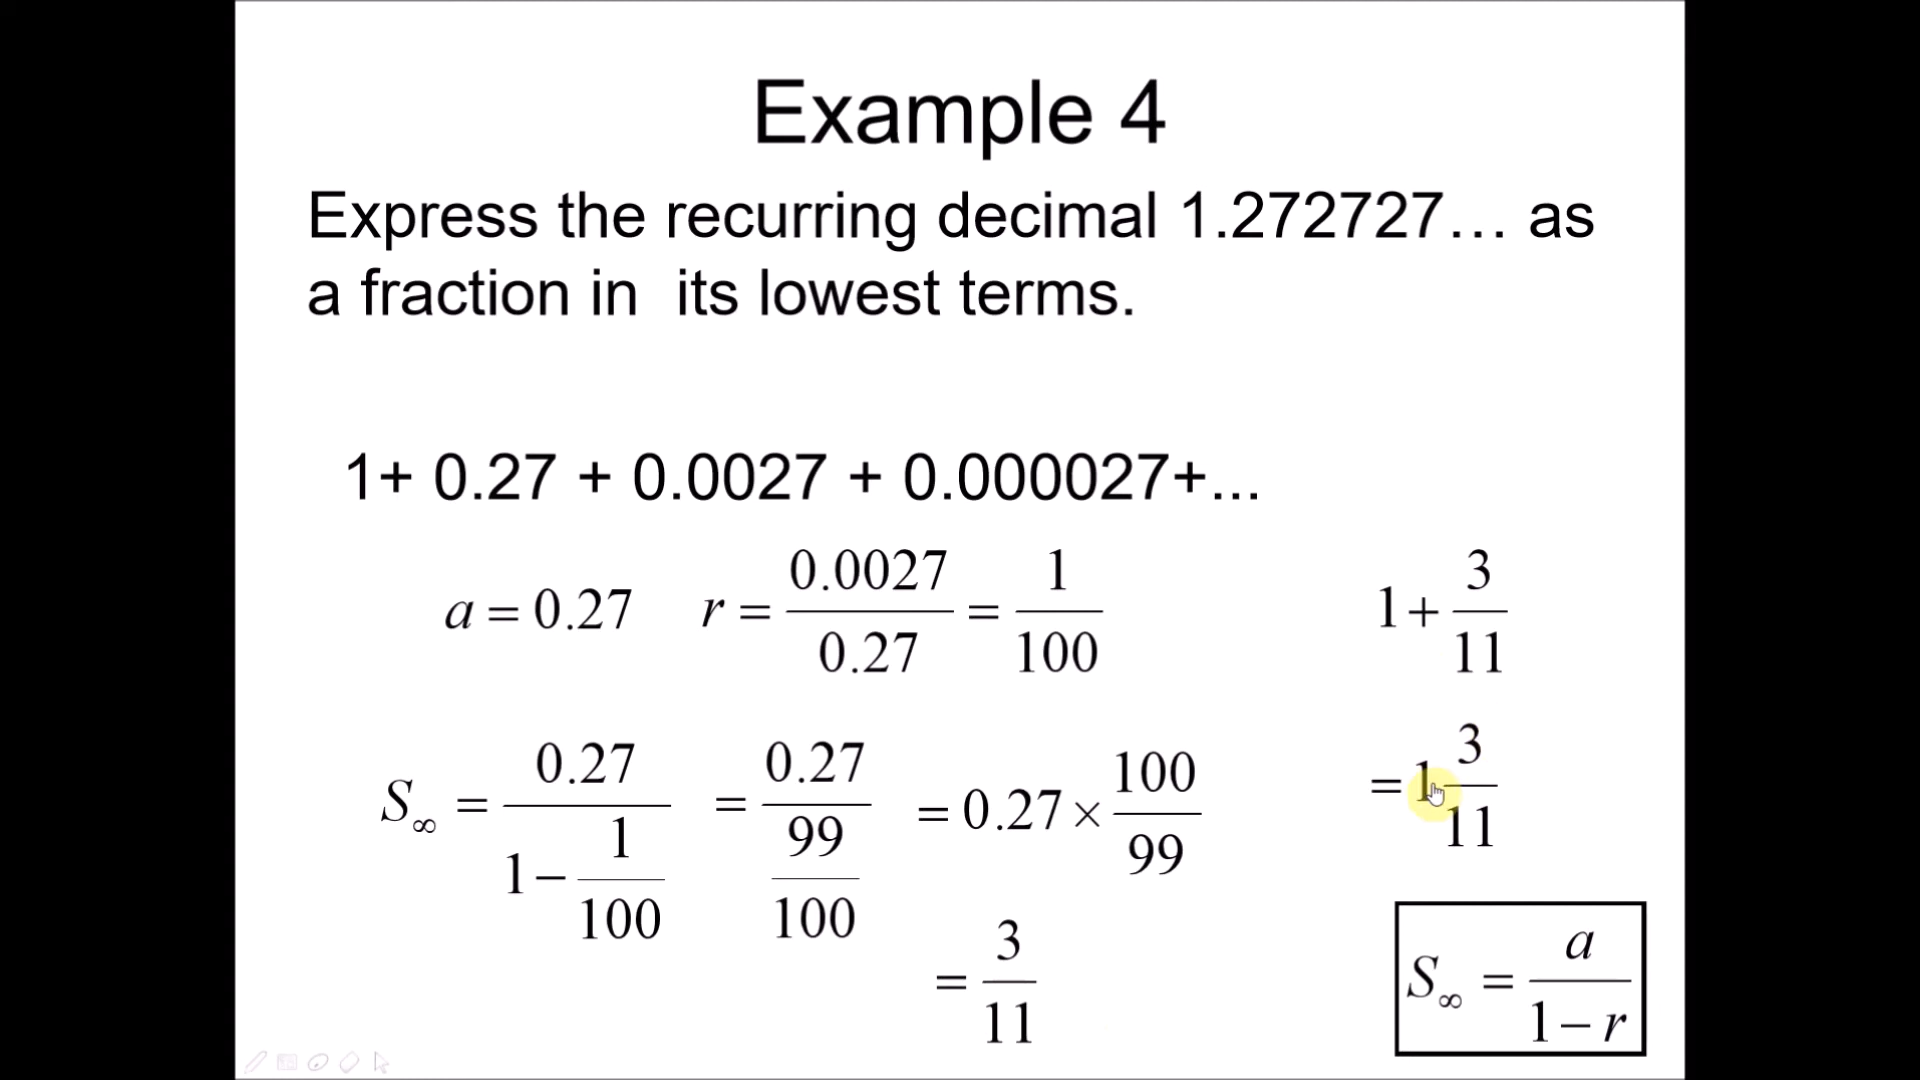 Example 4
Express the recurring decimal 1.272727… as
a fraction in its lowest terms.
1+ 0.27 + 0.0027 + 0.000027+...
a = 0.27 r = 0.0027/0.27 = 1/100
1 + 3/11
S∞ = 0.27/(1 − 1/100) = 0.27/(99/100) = 0.27 × 100/99
= 1 3/11
= 3/11
S∞ = a/(1 − r)